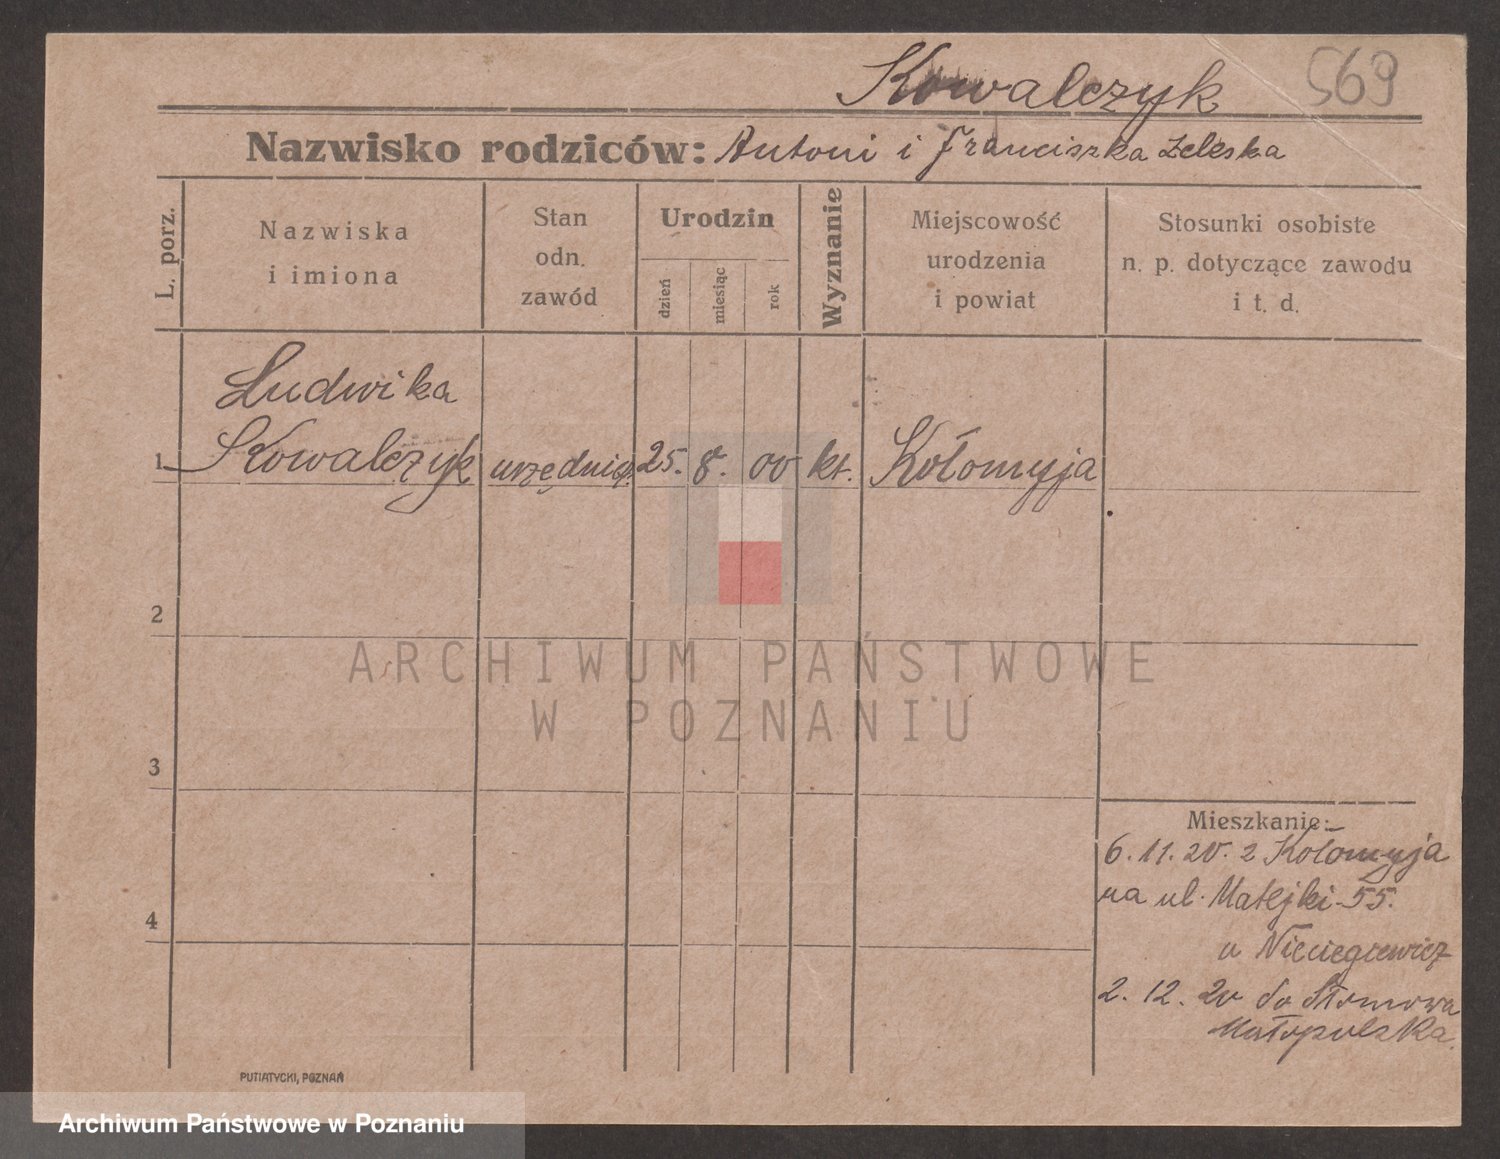 Kowalczyk 569
Nazwisko rodziców: Antoni i Franciszka Zeleska
L. porz.
Nazwiska
i imiona
Stan
odn.
zawód
Urodzin
dzień
miesiąc
rok
Wyznanie
Miejscowość
urodzenia
i powiat
Stosunki osobiste
n. p. dotyczące zawodu
i t. d.
Ludwika
1 Kowalczyk urzędnicz. 25. 8. 00 kt. Kołomyja
2
3
4
Mieszkanie:
6. 11. 20. z Kołomyja
na ul. Matejki 55.
u
2. 12. 20 do
Małopolska.
PUTIATYCKI, POZNAŃ
ARCHIWUM PAŃSTWOWE
W POZNANIU
Archiwum Państwowe w Poznaniu